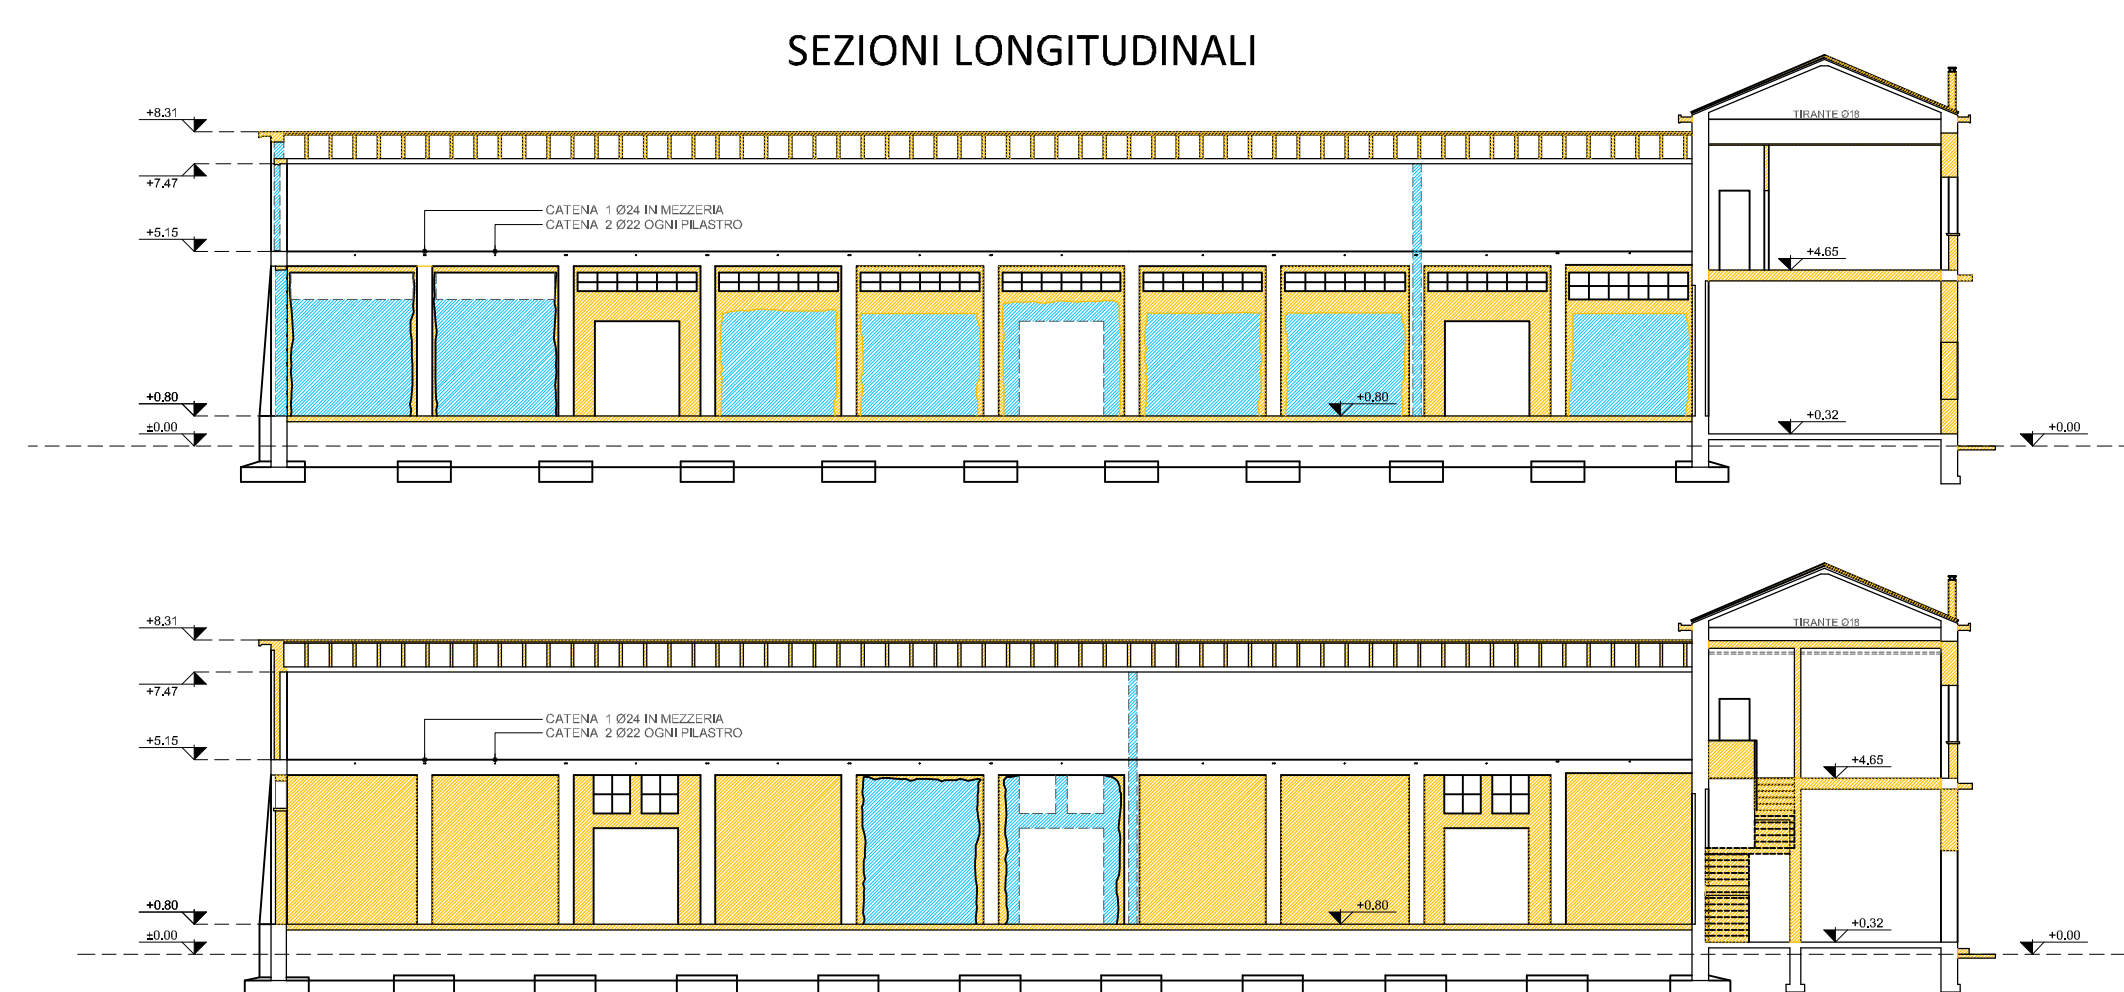 SEZIONI LONGITUDINALI
+8.31
TIRANTE Ø18
+7.47
CATENA 1 Ø24 IN MEZZERIA
CATENA 2 Ø22 OGNI PILASTRO
+5.15
+4.65
+0.80
+0.80
±0.00
+0.32
+0.00
+8.31
TIRANTE Ø18
+7.47
CATENA 1 Ø24 IN MEZZERIA
CATENA 2 Ø22 OGNI PILASTRO
+5.15
+4.65
+0.80
+0.80
±0.00
+0.32
+0.00